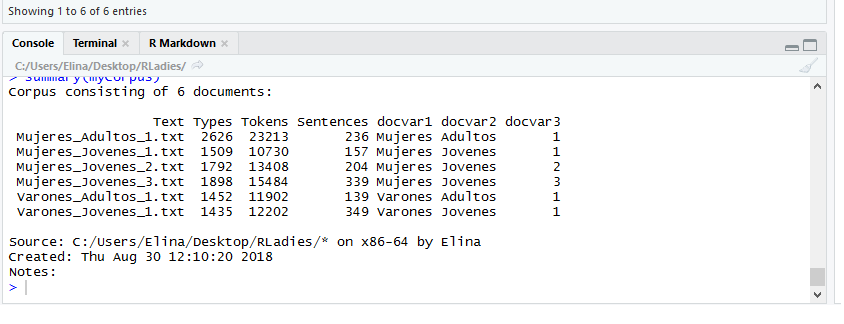 Showing 1 to 6 of 6 entries
Console Terminal × R Markdown ×
C:/Users/Elina/Desktop/RLadies/
> summary(myCorpus)
Corpus consisting of 6 documents:
Text Types Tokens Sentences docvar1 docvar2 docvar3
Mujeres_Adultos_1.txt 2626 23213 236 Mujeres Adultos 1
Mujeres_Jovenes_1.txt 1509 10730 157 Mujeres Jovenes 1
Mujeres_Jovenes_2.txt 1792 13408 204 Mujeres Jovenes 2
Mujeres_Jovenes_3.txt 1898 15484 339 Mujeres Jovenes 3
Varones_Adultos_1.txt 1452 11902 139 Varones Adultos 1
Varones_Jovenes_1.txt 1435 12202 349 Varones Jovenes 1
Source: C:/Users/Elina/Desktop/RLadies/* on x86-64 by Elina
Created: Thu Aug 30 12:10:20 2018
Notes:
>